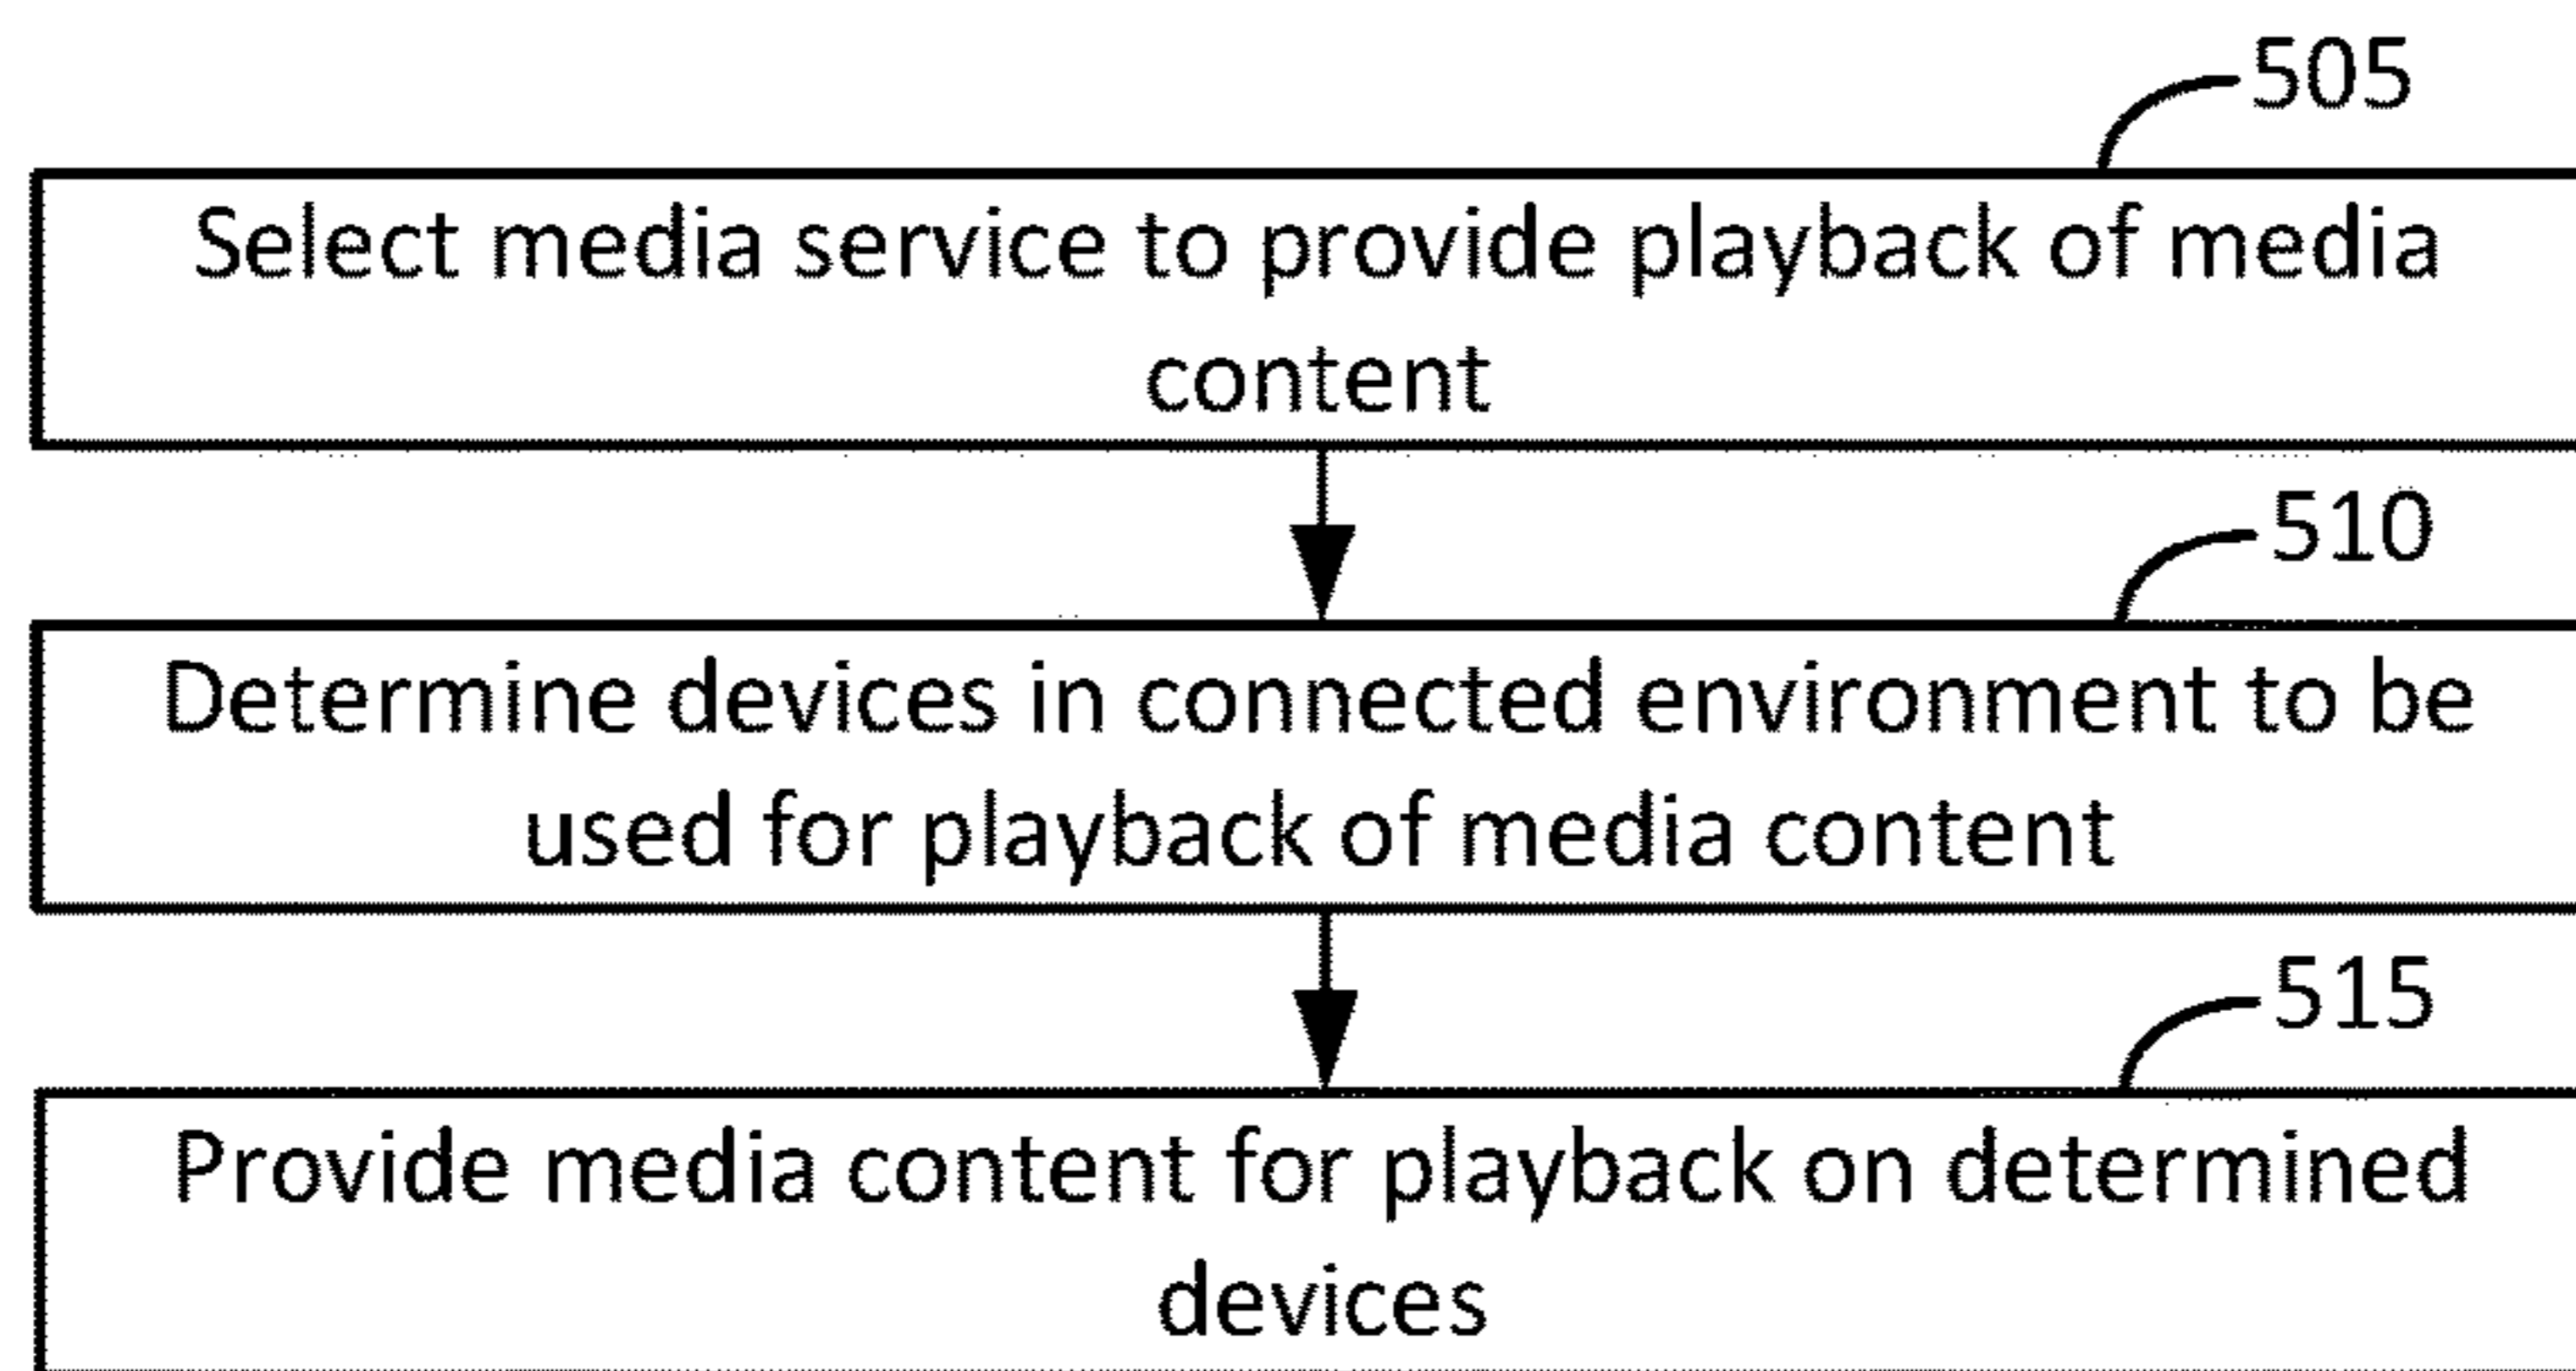 505
Select media service to provide playback of media
content
510
Determine devices in connected environment to be
used for playback of media content
515
Provide media content for playback on determined
devices